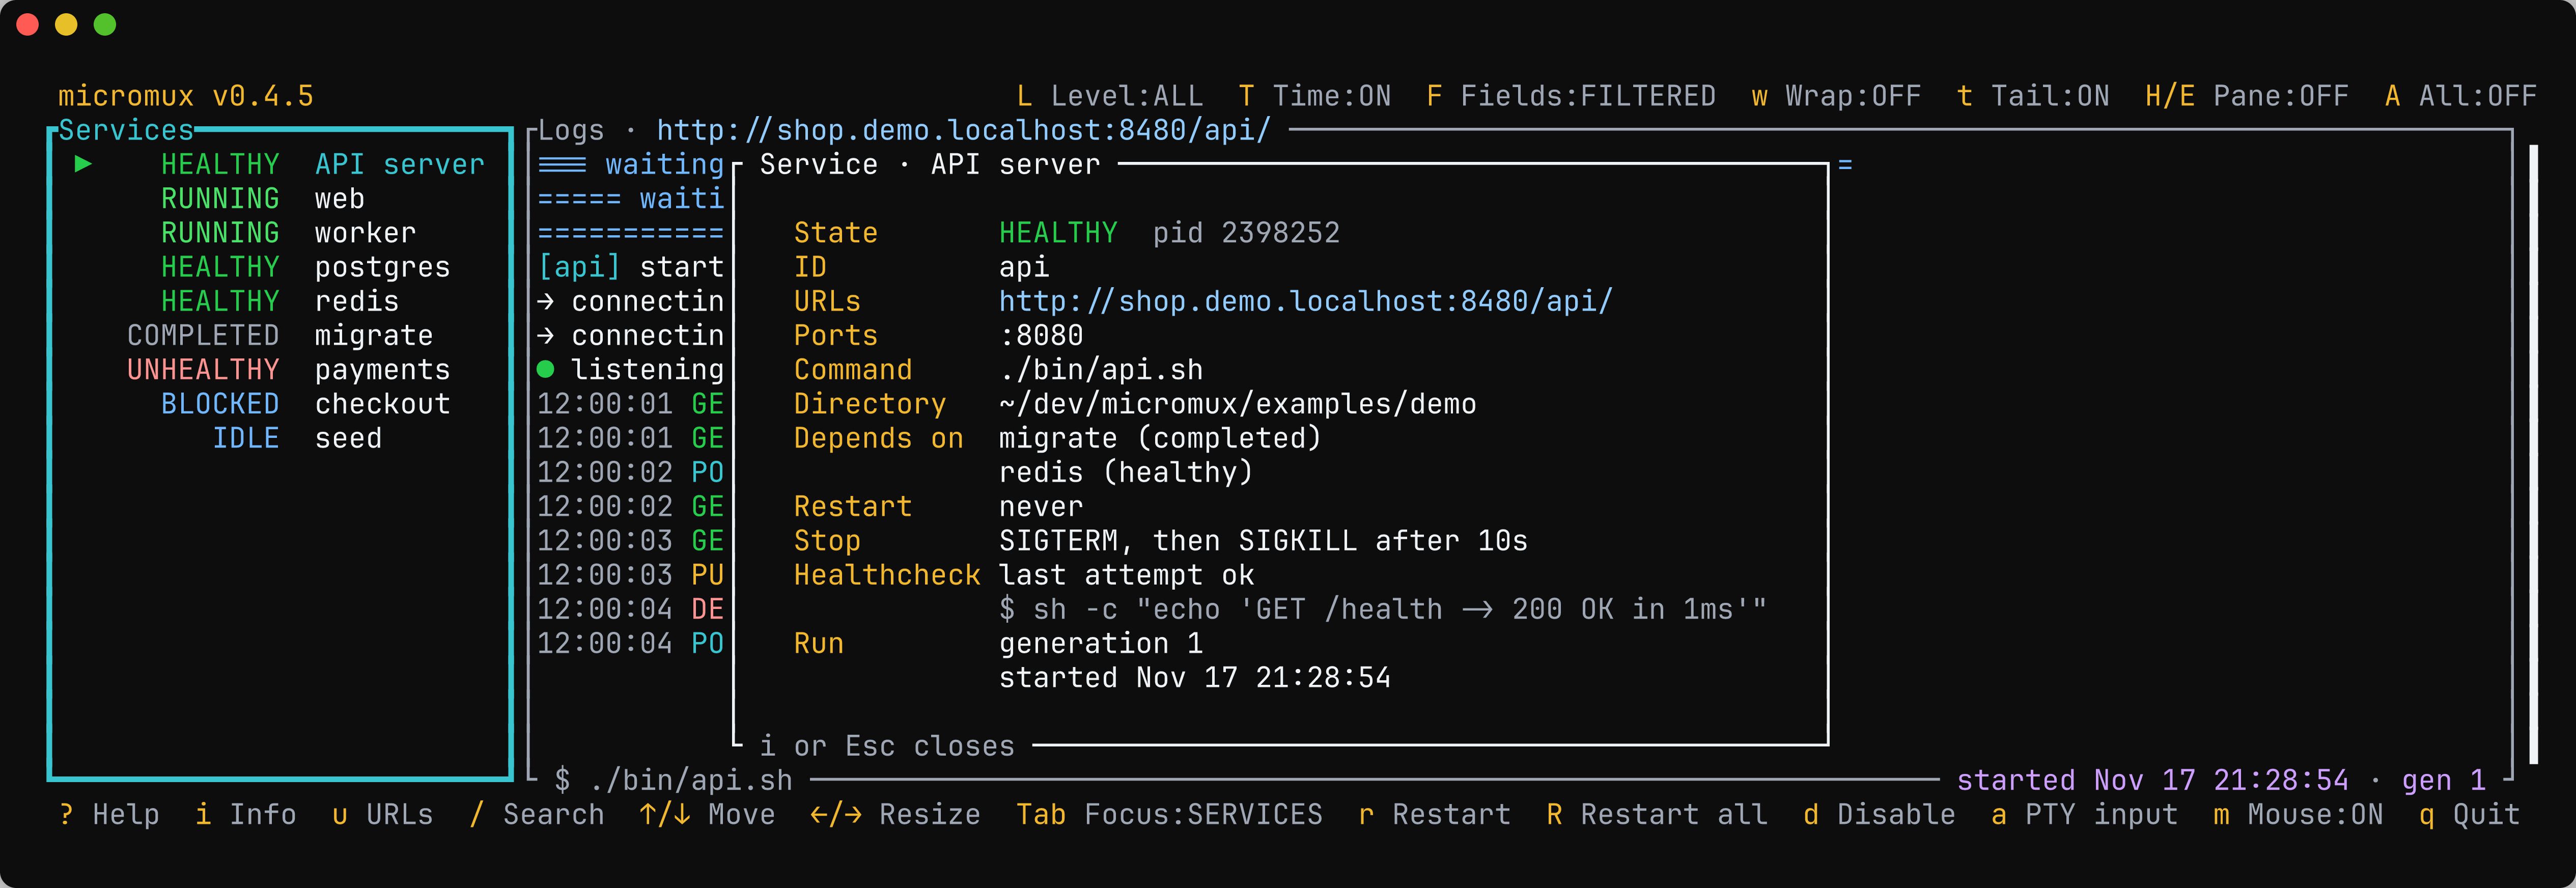 micromux v0.4.5 L Level:ALL T Time:ON F Fields:FILTERED w Wrap:OFF t Tail:ON H/E Pane:OFF A All:OFF
Services
▶ HEALTHY API server
RUNNING web
RUNNING worker
HEALTHY postgres
HEALTHY redis
COMPLETED migrate
UNHEALTHY payments
BLOCKED checkout
IDLE seed
Logs · http://shop.demo.localhost:8480/api/
=== waiting =
===== waiti
===========
[api] start
→ connectin
→ connectin
● listening
12:00:01 GE
12:00:01 GE
12:00:02 PO
12:00:02 GE
12:00:03 GE
12:00:03 PU
12:00:04 DE
12:00:04 PO
Service · API server
State HEALTHY pid 2398252
ID api
URLs http://shop.demo.localhost:8480/api/
Ports :8080
Command ./bin/api.sh
Directory ~/dev/micromux/examples/demo
Depends on migrate (completed)
redis (healthy)
Restart never
Stop SIGTERM, then SIGKILL after 10s
Healthcheck last attempt ok
$ sh -c "echo 'GET /health -> 200 OK in 1ms'"
Run generation 1
started Nov 17 21:28:54
i or Esc closes
$ ./bin/api.sh started Nov 17 21:28:54 · gen 1
? Help i Info u URLs / Search ↑/↓ Move ←/→ Resize Tab Focus:SERVICES r Restart R Restart all d Disable a PTY input m Mouse:ON q Quit